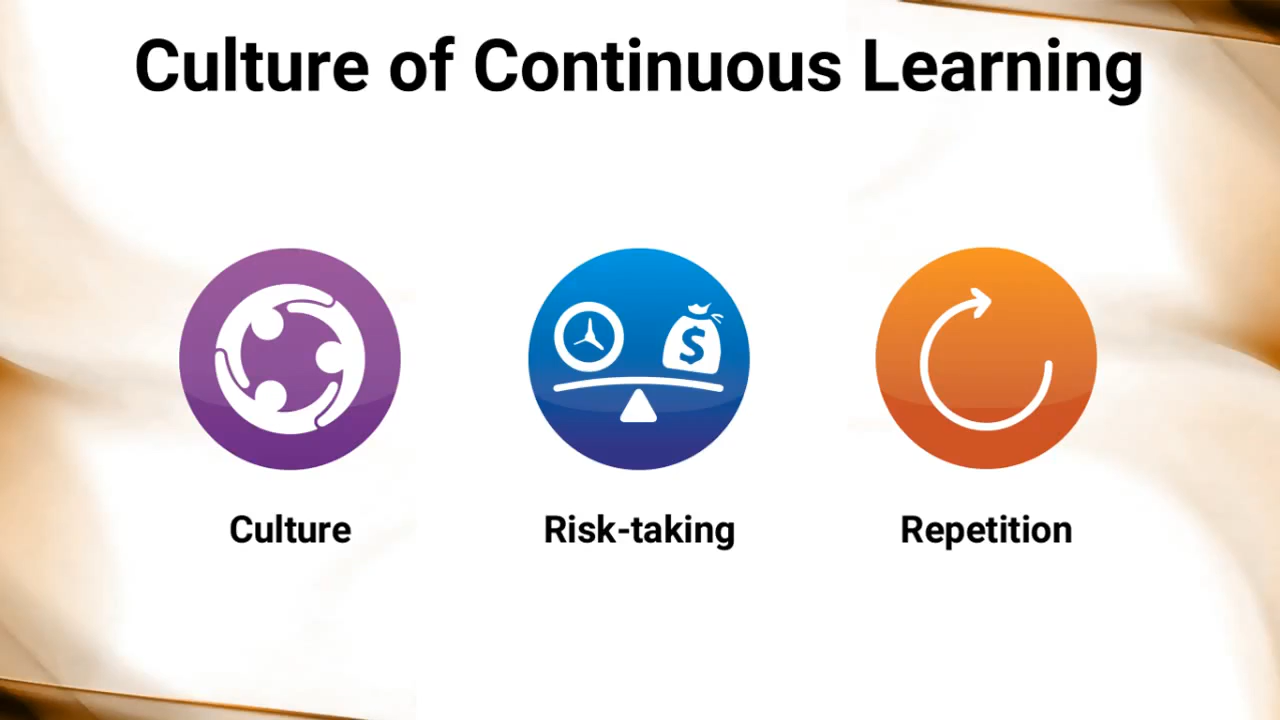 Culture of Continuous Learning
$
Culture
Risk-taking
Repetition